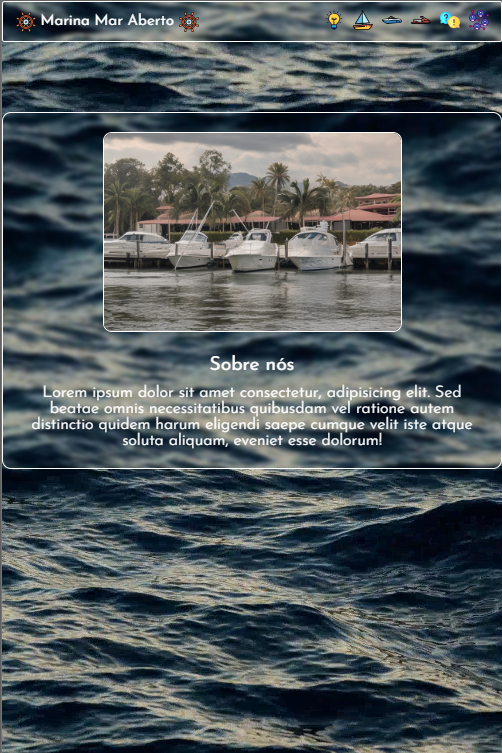 Marina Mar Aberto
Sobre nós
Lorem ipsum dolor sit amet consectetur, adipisicing elit. Sed
beatae omnis necessitatibus quibusdam vel ratione autem
distinctio quidem harum eligendi saepe cumque velit iste atque
soluta aliquam, eveniet esse dolorum!